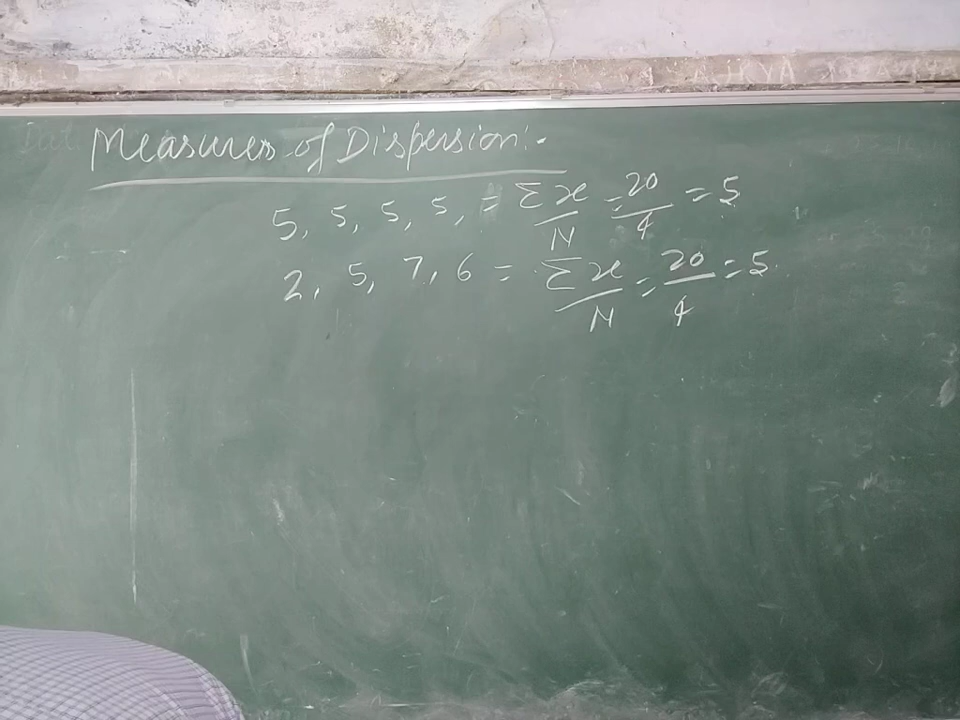 AJKYA
Measures of Dispersion:-
5, 5, 5, 5, = Σx/N = 20/4 = 5
2, 5, 7, 6 = Σx/N = 20/4 = 5